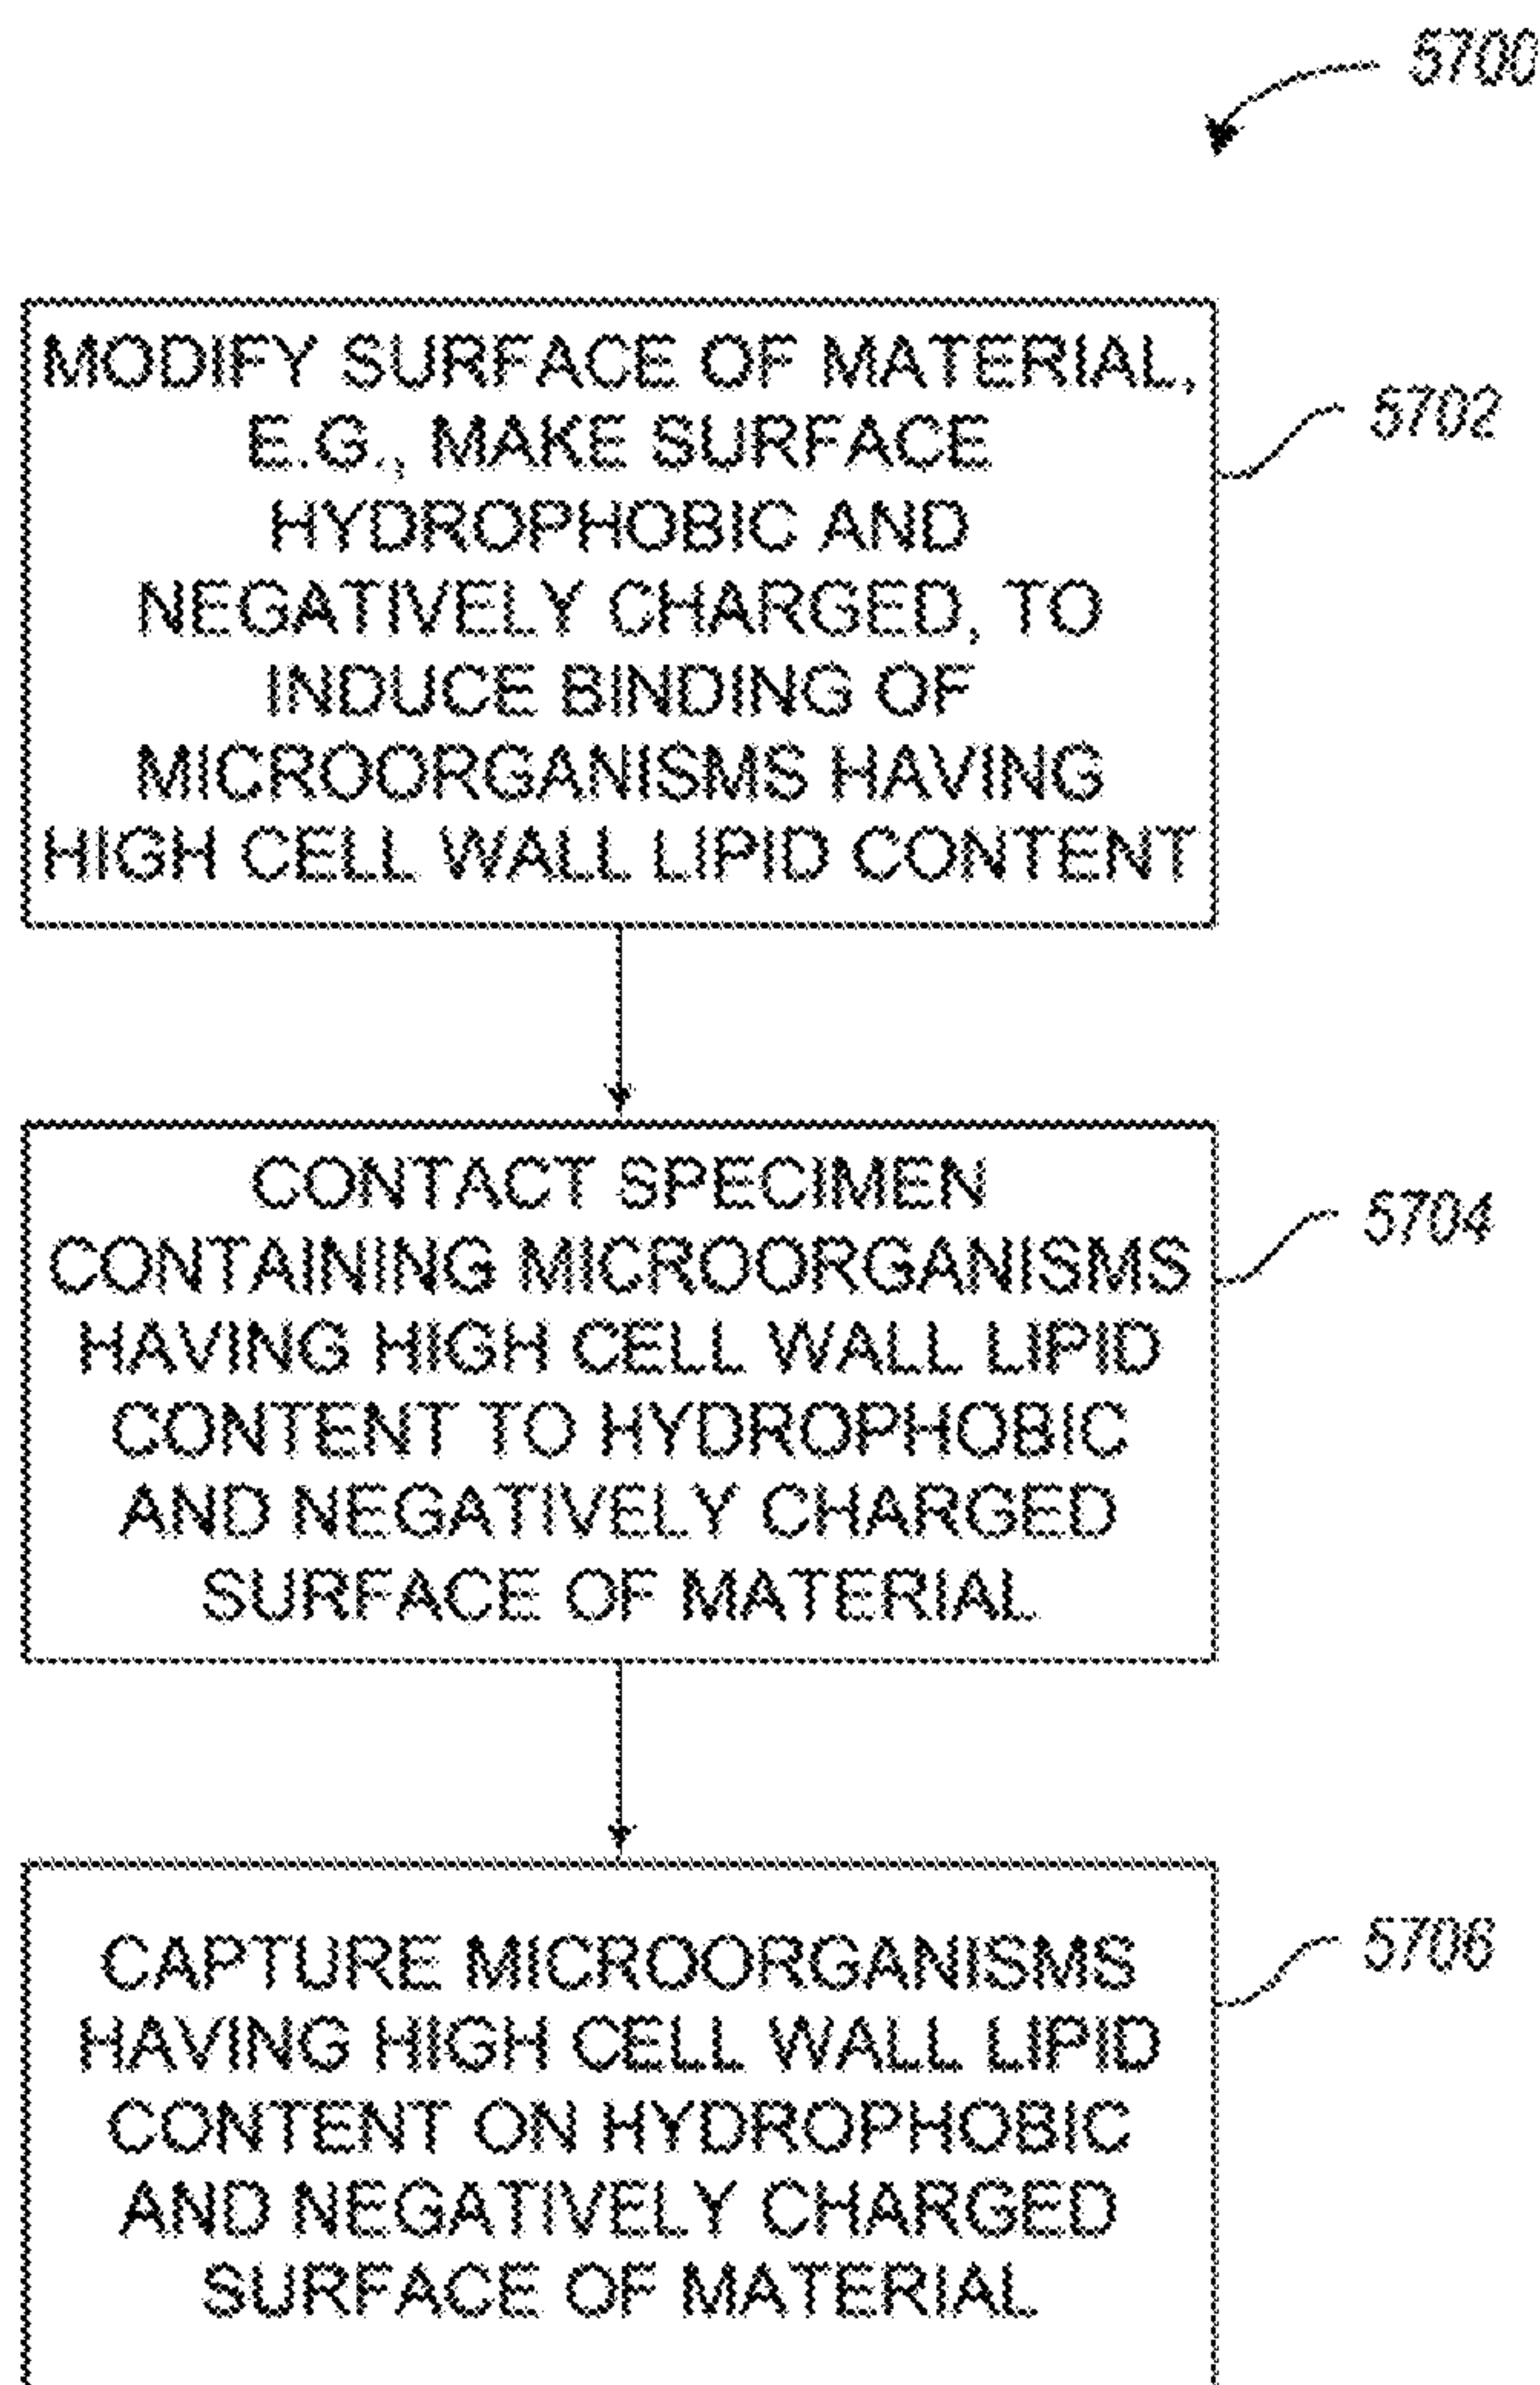 5700
MODIFY SURFACE OF MATERIAL,
E.G., MAKE SURFACE
HYDROPHOBIC AND
NEGATIVELY CHARGED, TO
INDUCE BINDING OF
MICROORGANISMS HAVING
HIGH CELL WALL LIPID CONTENT
5702
CONTACT SPECIMEN
CONTAINING MICROORGANISMS
HAVING HIGH CELL WALL LIPID
CONTENT TO HYDROPHOBIC
AND NEGATIVELY CHARGED
SURFACE OF MATERIAL
5704
CAPTURE MICROORGANISMS
HAVING HIGH CELL WALL LIPID
CONTENT ON HYDROPHOBIC
AND NEGATIVELY CHARGED
SURFACE OF MATERIAL
5706